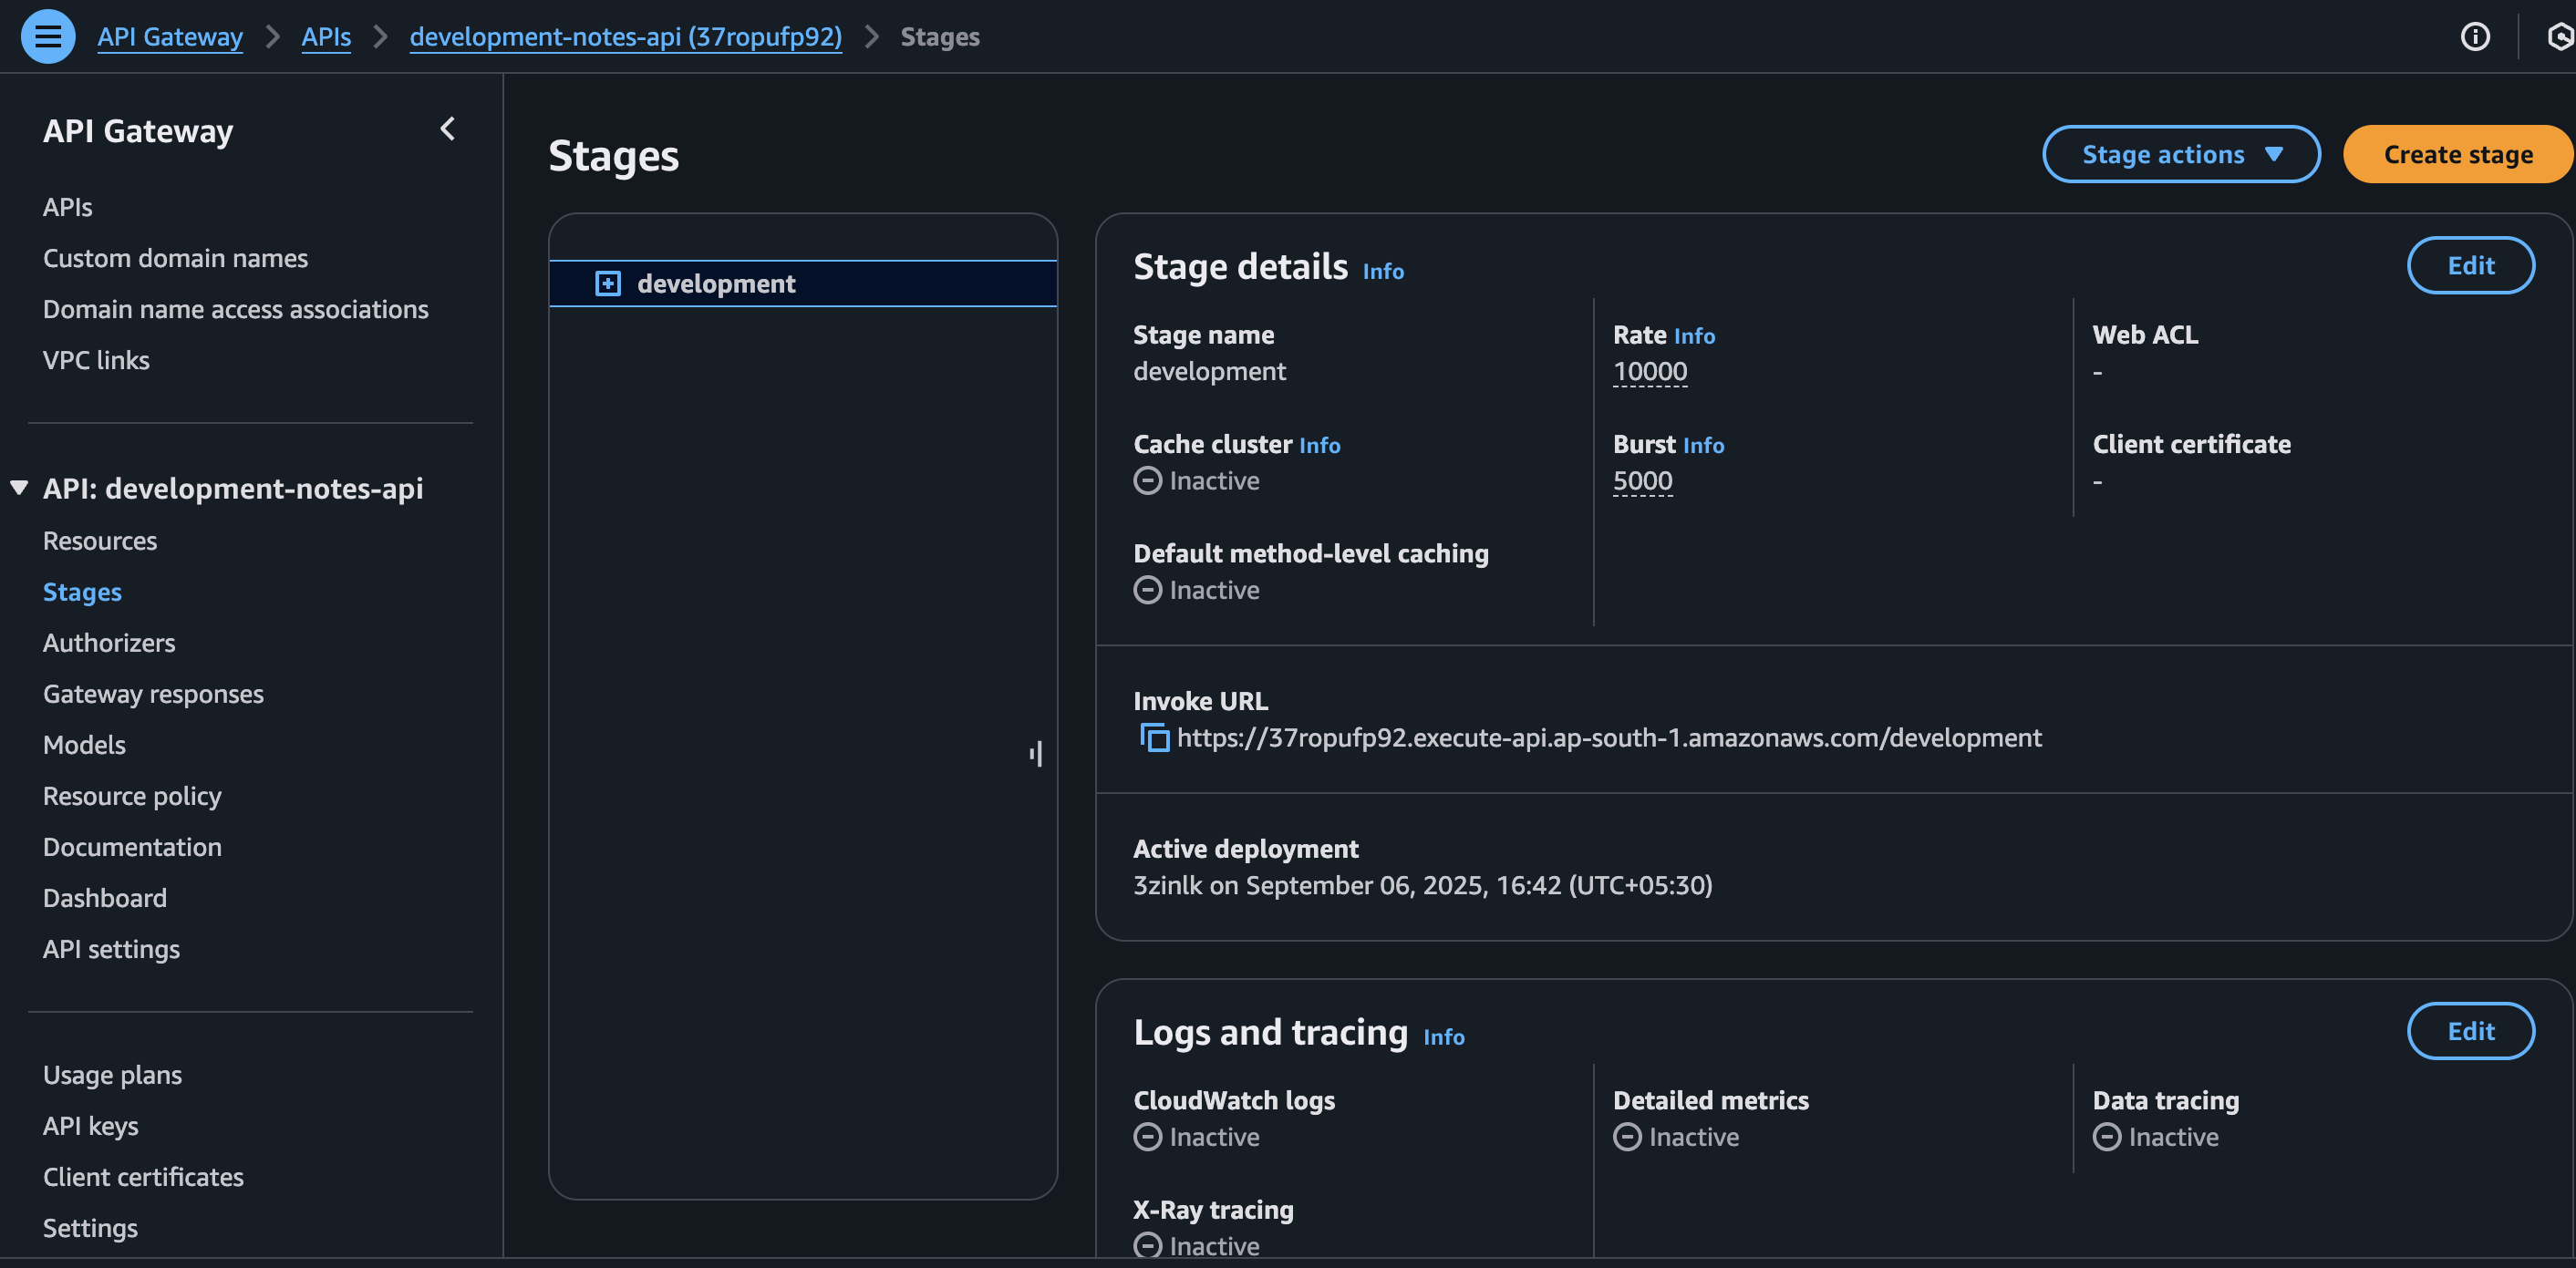 API Gateway > APIs > development-notes-api (37ropufp92) > Stages
API Gateway
APIs
Custom domain names
Domain name access associations
VPC links
API: development-notes-api
Resources
Stages
Authorizers
Gateway responses
Models
Resource policy
Documentation
Dashboard
API settings
Usage plans
API keys
Client certificates
Settings
Stages
Stage actions
Create stage
development
Stage details Info
Edit
Stage name
development
Rate Info
10000
Web ACL
-
Cache cluster Info
Inactive
Burst Info
5000
Client certificate
-
Default method-level caching
Inactive
Invoke URL
https://37ropufp92.execute-api.ap-south-1.amazonaws.com/development
Active deployment
3zinlk on September 06, 2025, 16:42 (UTC+05:30)
Logs and tracing Info
Edit
CloudWatch logs
Inactive
Detailed metrics
Inactive
Data tracing
Inactive
X-Ray tracing
Inactive